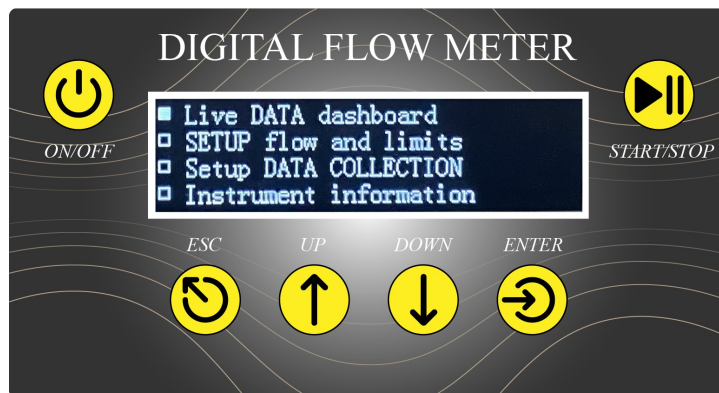 DIGITAL FLOW METER
ON/OFF
Live DATA dashboard
SETUP flow and limits
Setup DATA COLLECTION
Instrument information
START/STOP
ESC
UP
DOWN
ENTER